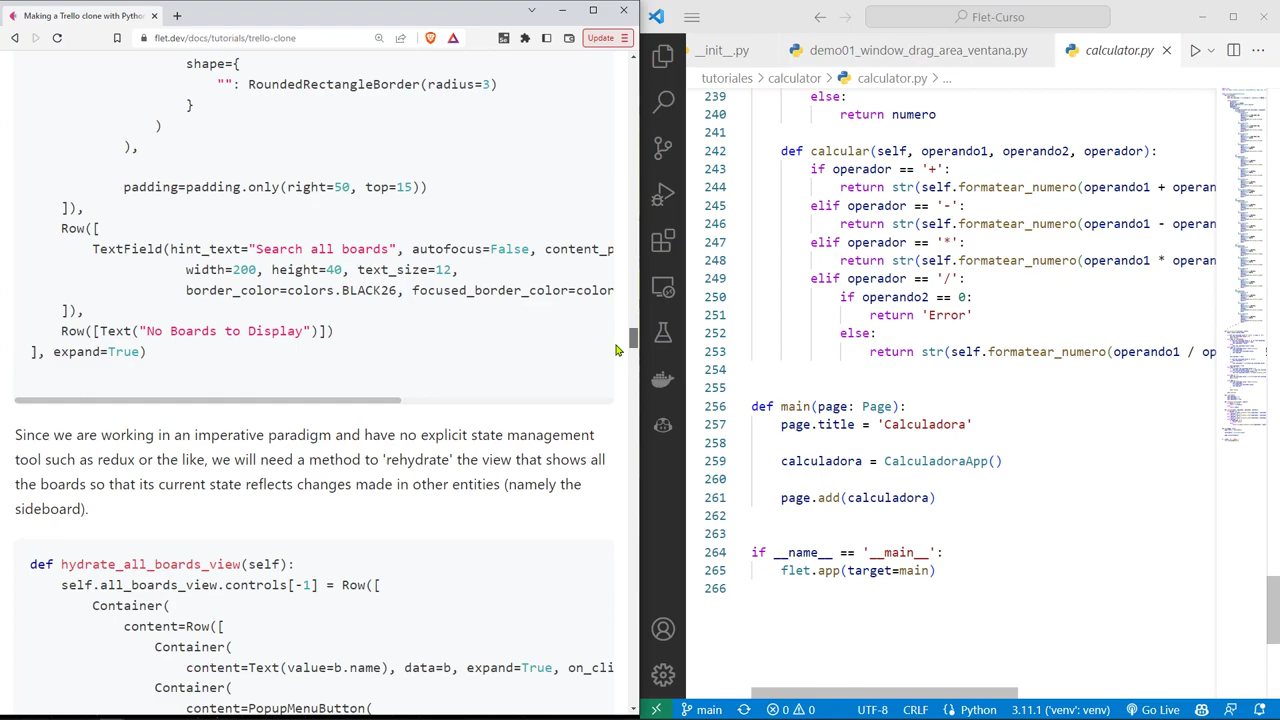 Making a Trello clone with Pytho
flet.dev/docs/tutorials/trello-clone
Update
shape={
"": RoundedRectangleBorder(radius=3)
}
)
),
padding=padding.only(right=50, top=15))
]),
Row([
TextField(hint_text="Search all boards", autofocus=False, content_p
width=200, height=40, text_size=12,
border_color=colors.BLACK26, focused_border_color=color
]),
Row([Text("No Boards to Display")])
], expand=True)
Since we are working in an imperative paradigm and have no explicit state management
tool such as redux or the like, we will need a method to 'rehydrate' the view that shows all
the boards so that its current state reflects changes made in other entities (namely the
sideboard).
def hydrate_all_boards_view(self):
self.all_boards_view.controls[-1] = Row([
Container(
content=Row([
Container(
content=Text(value=b.name), data=b, expand=True, on_cli
Container(
content=PopupMenuButton(
Flet-Curso
__init__.py
demo01_window_drag_area_ventana.py
calculator.py
tutoriales
calculator
calculator.py
...
239 else:
240 return numero
241
242 def calcular(self, operando1, operando2, operador):
243 if operador == '+':
244 return str(self.formatear_numero(operando1 + operan
245 elif operador == '-':
246 return str(self.formatear_numero(operando1 - operan
247 elif operador == '*':
248 return str(self.formatear_numero(operando1 * operan
249 elif operador == '/':
250 if operando2 == 0:
251 return 'Error'
252 else:
253 return str(self.formatear_numero(operando1 / op
254
255
256 def main(page: Page):
257 page.title = 'Calculadora'
258
259 calculadora = CalculadoraApp()
260
261 page.add(calculadora)
262
263
264 if __name__ == '__main__':
265 flet.app(target=main)
266
main
0
0
UTF-8
CRLF
Python
3.11.1 ('venv': venv)
Go Live